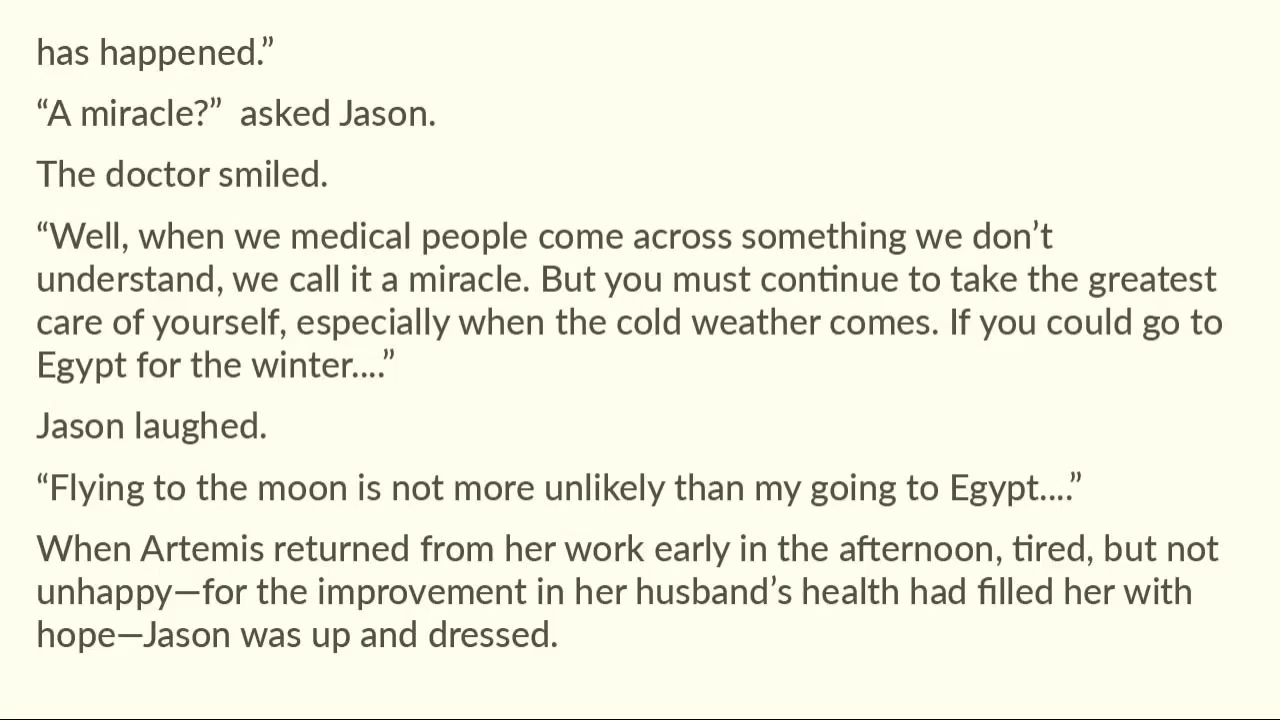 has happened.”
“A miracle?”  asked Jason.
The doctor smiled.
“Well, when we medical people come across something we don’t
understand, we call it a miracle. But you must continue to take the greatest
care of yourself, especially when the cold weather comes. If you could go to
Egypt for the winter....”
Jason laughed.
“Flying to the moon is not more unlikely than my going to Egypt....”
When Artemis returned from her work early in the afternoon, tired, but not
unhappy—for the improvement in her husband’s health had filled her with
hope—Jason was up and dressed.